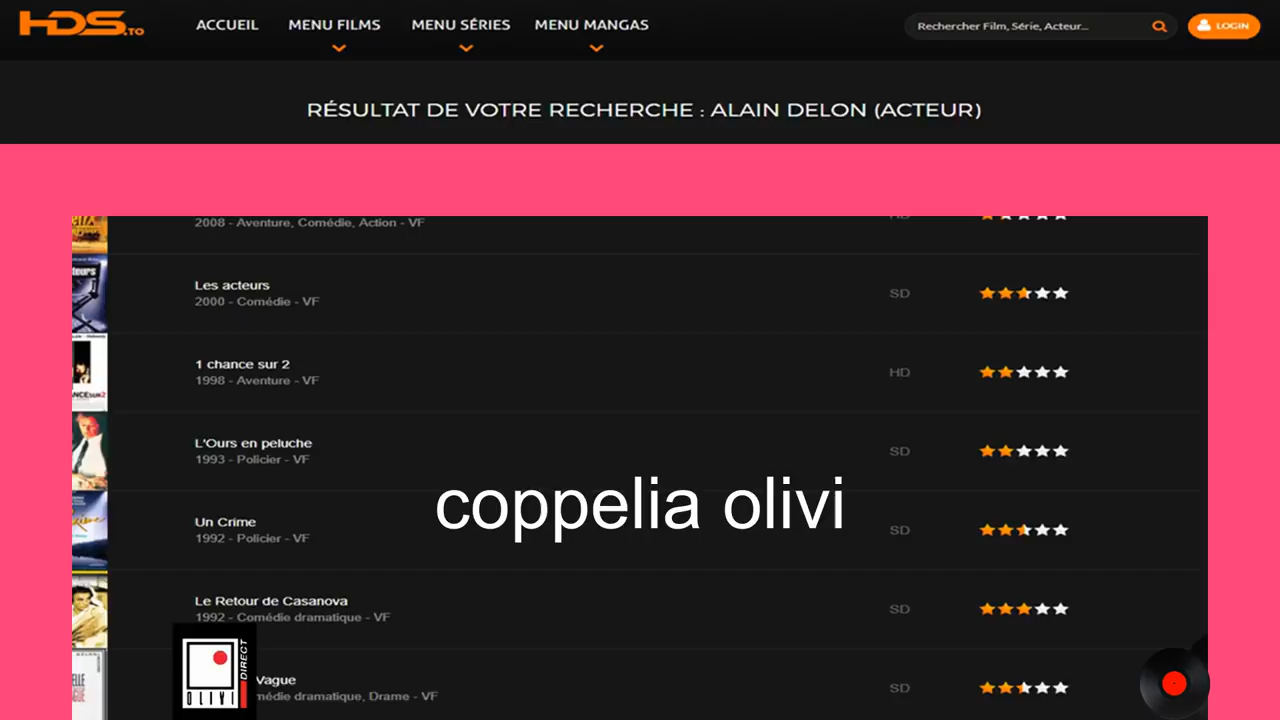 HDS.TO
ACCUEIL
MENU FILMS
MENU SÉRIES
MENU MANGAS
Rechercher Film, Série, Acteur...
LOGIN
RÉSULTAT DE VOTRE RECHERCHE : ALAIN DELON (ACTEUR)
2008 - Aventure, Comédie, Action - VF
HD
Les acteurs
2000 - Comédie - VF
SD
1 chance sur 2
1998 - Aventure - VF
HD
L'Ours en peluche
1993 - Policier - VF
SD
coppelia olivi
Un Crime
1992 - Policier - VF
SD
Le Retour de Casanova
1992 - Comédie dramatique - VF
SD
Vague
médie dramatique, Drame - VF
SD
OLIVI
DIRECT